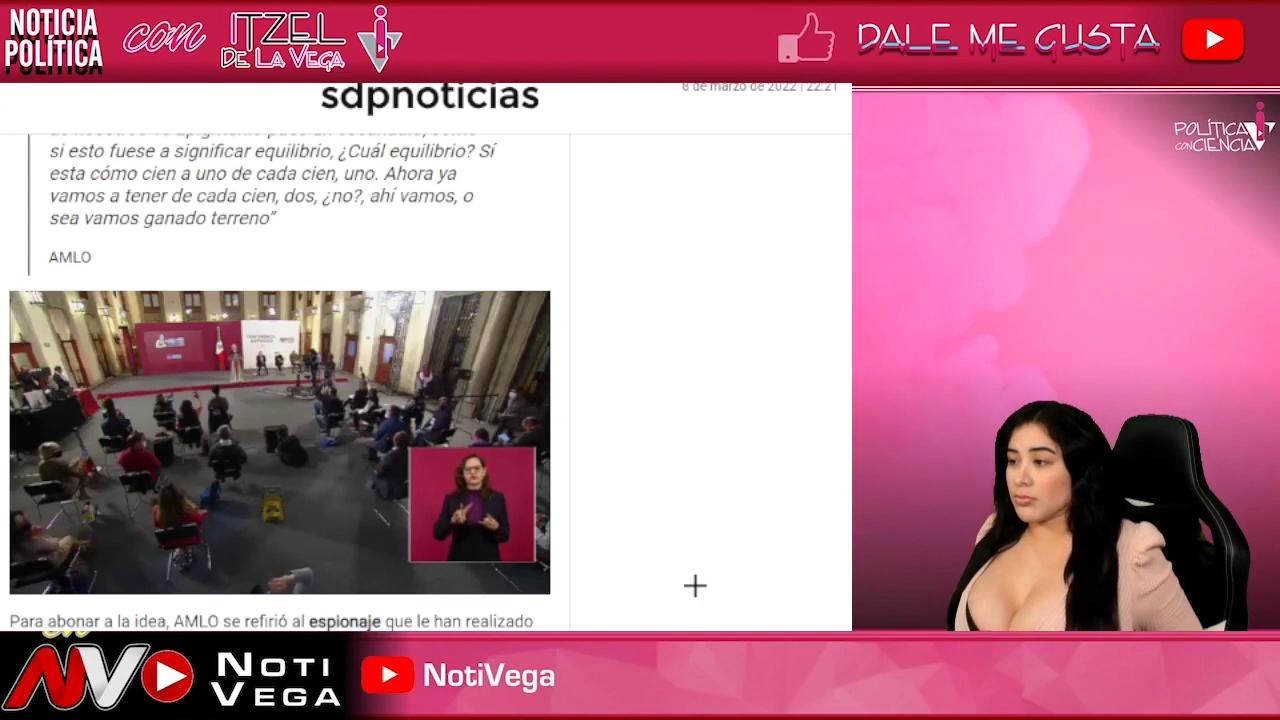 NOTICIA
POLÍTICA
con
ITZEL
DE LA VEGA
DALE ME GUSTA
sdpnoticias
8 de marzo de 2022 | 22:21
si esto fuese a significar equilibrio, ¿Cuál equilibrio? Sí
esta cómo cien a uno de cada cien, uno. Ahora ya
vamos a tener de cada cien, dos, ¿no?, ahí vamos, o
sea vamos ganado terreno”
AMLO
POLÍTICA
CON CIENCIA
Para abonar a la idea, AMLO se refirió al espionaje que le han realizado
en
NV
NOTI
VEGA
NotiVega